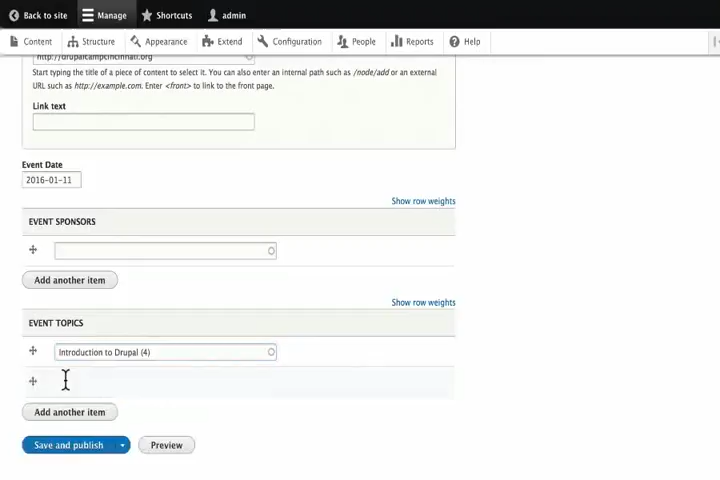 Back to site Manage Shortcuts admin
Content Structure Appearance Extend Configuration People Reports Help
http://drupalcampcincinnati.org
Start typing the title of a piece of content to select it. You can also enter an internal path such as /node/add or an external
URL such as http://example.com. Enter <front> to link to the front page.
Link text
Event Date
2016-01-11
Show row weights
EVENT SPONSORS
Add another item
Show row weights
EVENT TOPICS
Introduction to Drupal (4)
Add another item
Save and publish Preview